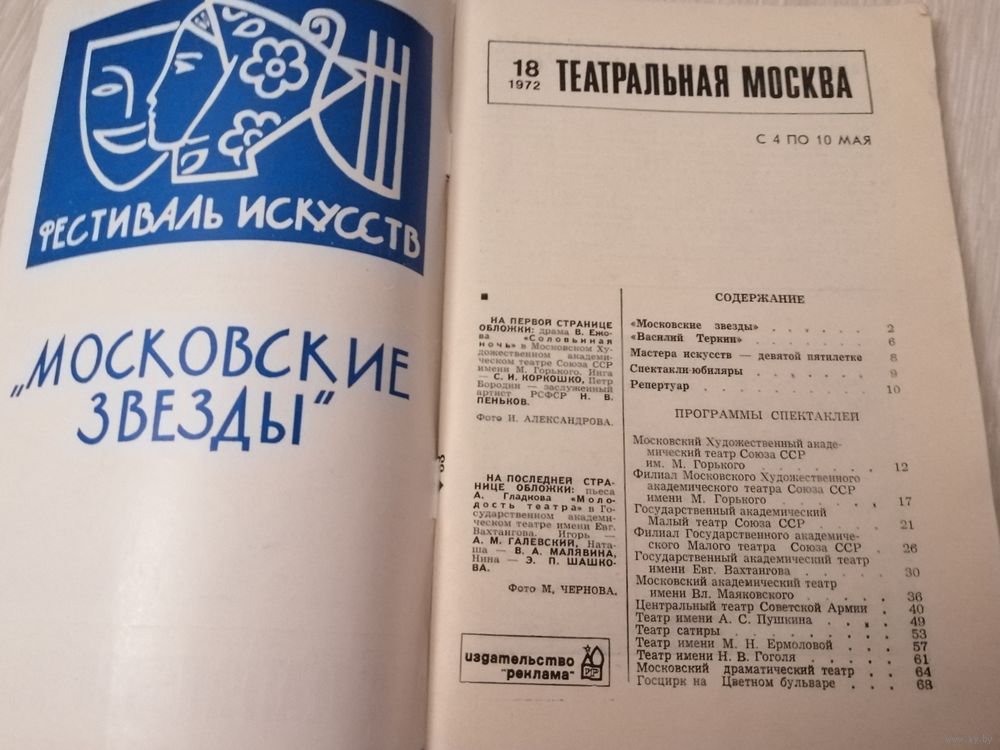 ФЕСТИВАЛЬ ИСКУССТВ
„МОСКОВСКИЕ
ЗВЕЗДЫ“
18
1972
ТЕАТРАЛЬНАЯ МОСКВА
С 4 ПО 10 МАЯ
НА ПЕРВОЙ СТРАНИЦЕ
ОБЛОЖКИ: драма В. Ежо-
ва «Соловьиная
ночь» в Московском Ху-
дожественном академи-
ческом театре Союза ССР
имени М. Горького. Инга
— С. И. КОРКОШКО, Петр
Бородин — заслуженный
артист РСФСР Н. В.
ПЕНЬКОВ.
Фото И. АЛЕКСАНДРОВА.
НА ПОСЛЕДНЕЙ СТРА-
НИЦЕ ОБЛОЖКИ: пьеса
А. Гладкова «Моло-
дость театра» в Го-
сударственном академи-
ческом театре имени Евг.
Вахтангова. Игорь —
А. М. ГАЛЕВСКИЙ, Ната-
ша — В. А. МАЛЯВИНА,
Нина — Э. П. ШАШКО-
ВА.
Фото М, ЧЕРНОВА.
издательство
"реклама"
СОДЕРЖАНИЕ
«Московские звезды» . . . . . . 2
«Василий Теркин» . . . . . . . 6
Мастера искусств — девятой пятилетке 8
Спектакли-юбиляры . . . . . . 9
Репертуар . . . . . . . . . 10
ПРОГРАММЫ СПЕКТАКЛЕЙ
Московский Художественный акаде-
мический театр Союза ССР
им. М. Горького . . . . . . . 12
Филиал Московского Художественного
академического театра Союза ССР
имени М. Горького . . . . . . 17
Государственный академический
Малый театр Союза ССР . . . . 21
Филиал Государственного академиче-
ского Малого театра Союза ССР . . 26
Государственный академический театр
имени Евг. Вахтангова . . . . . 30
Московский академический театр
имени Вл. Маяковского . . . . . 36
Центральный театр Советской Армии . 40
Театр имени А. С. Пушкина . . . . 49
Театр сатиры . . . . . . . . 53
Театр имени М. Н. Ермоловой . . . 57
Театр имени Н. В. Гоголя . . . . . 61
Московский драматический театр . . 64
Госцирк на Цветном бульваре . . . 68